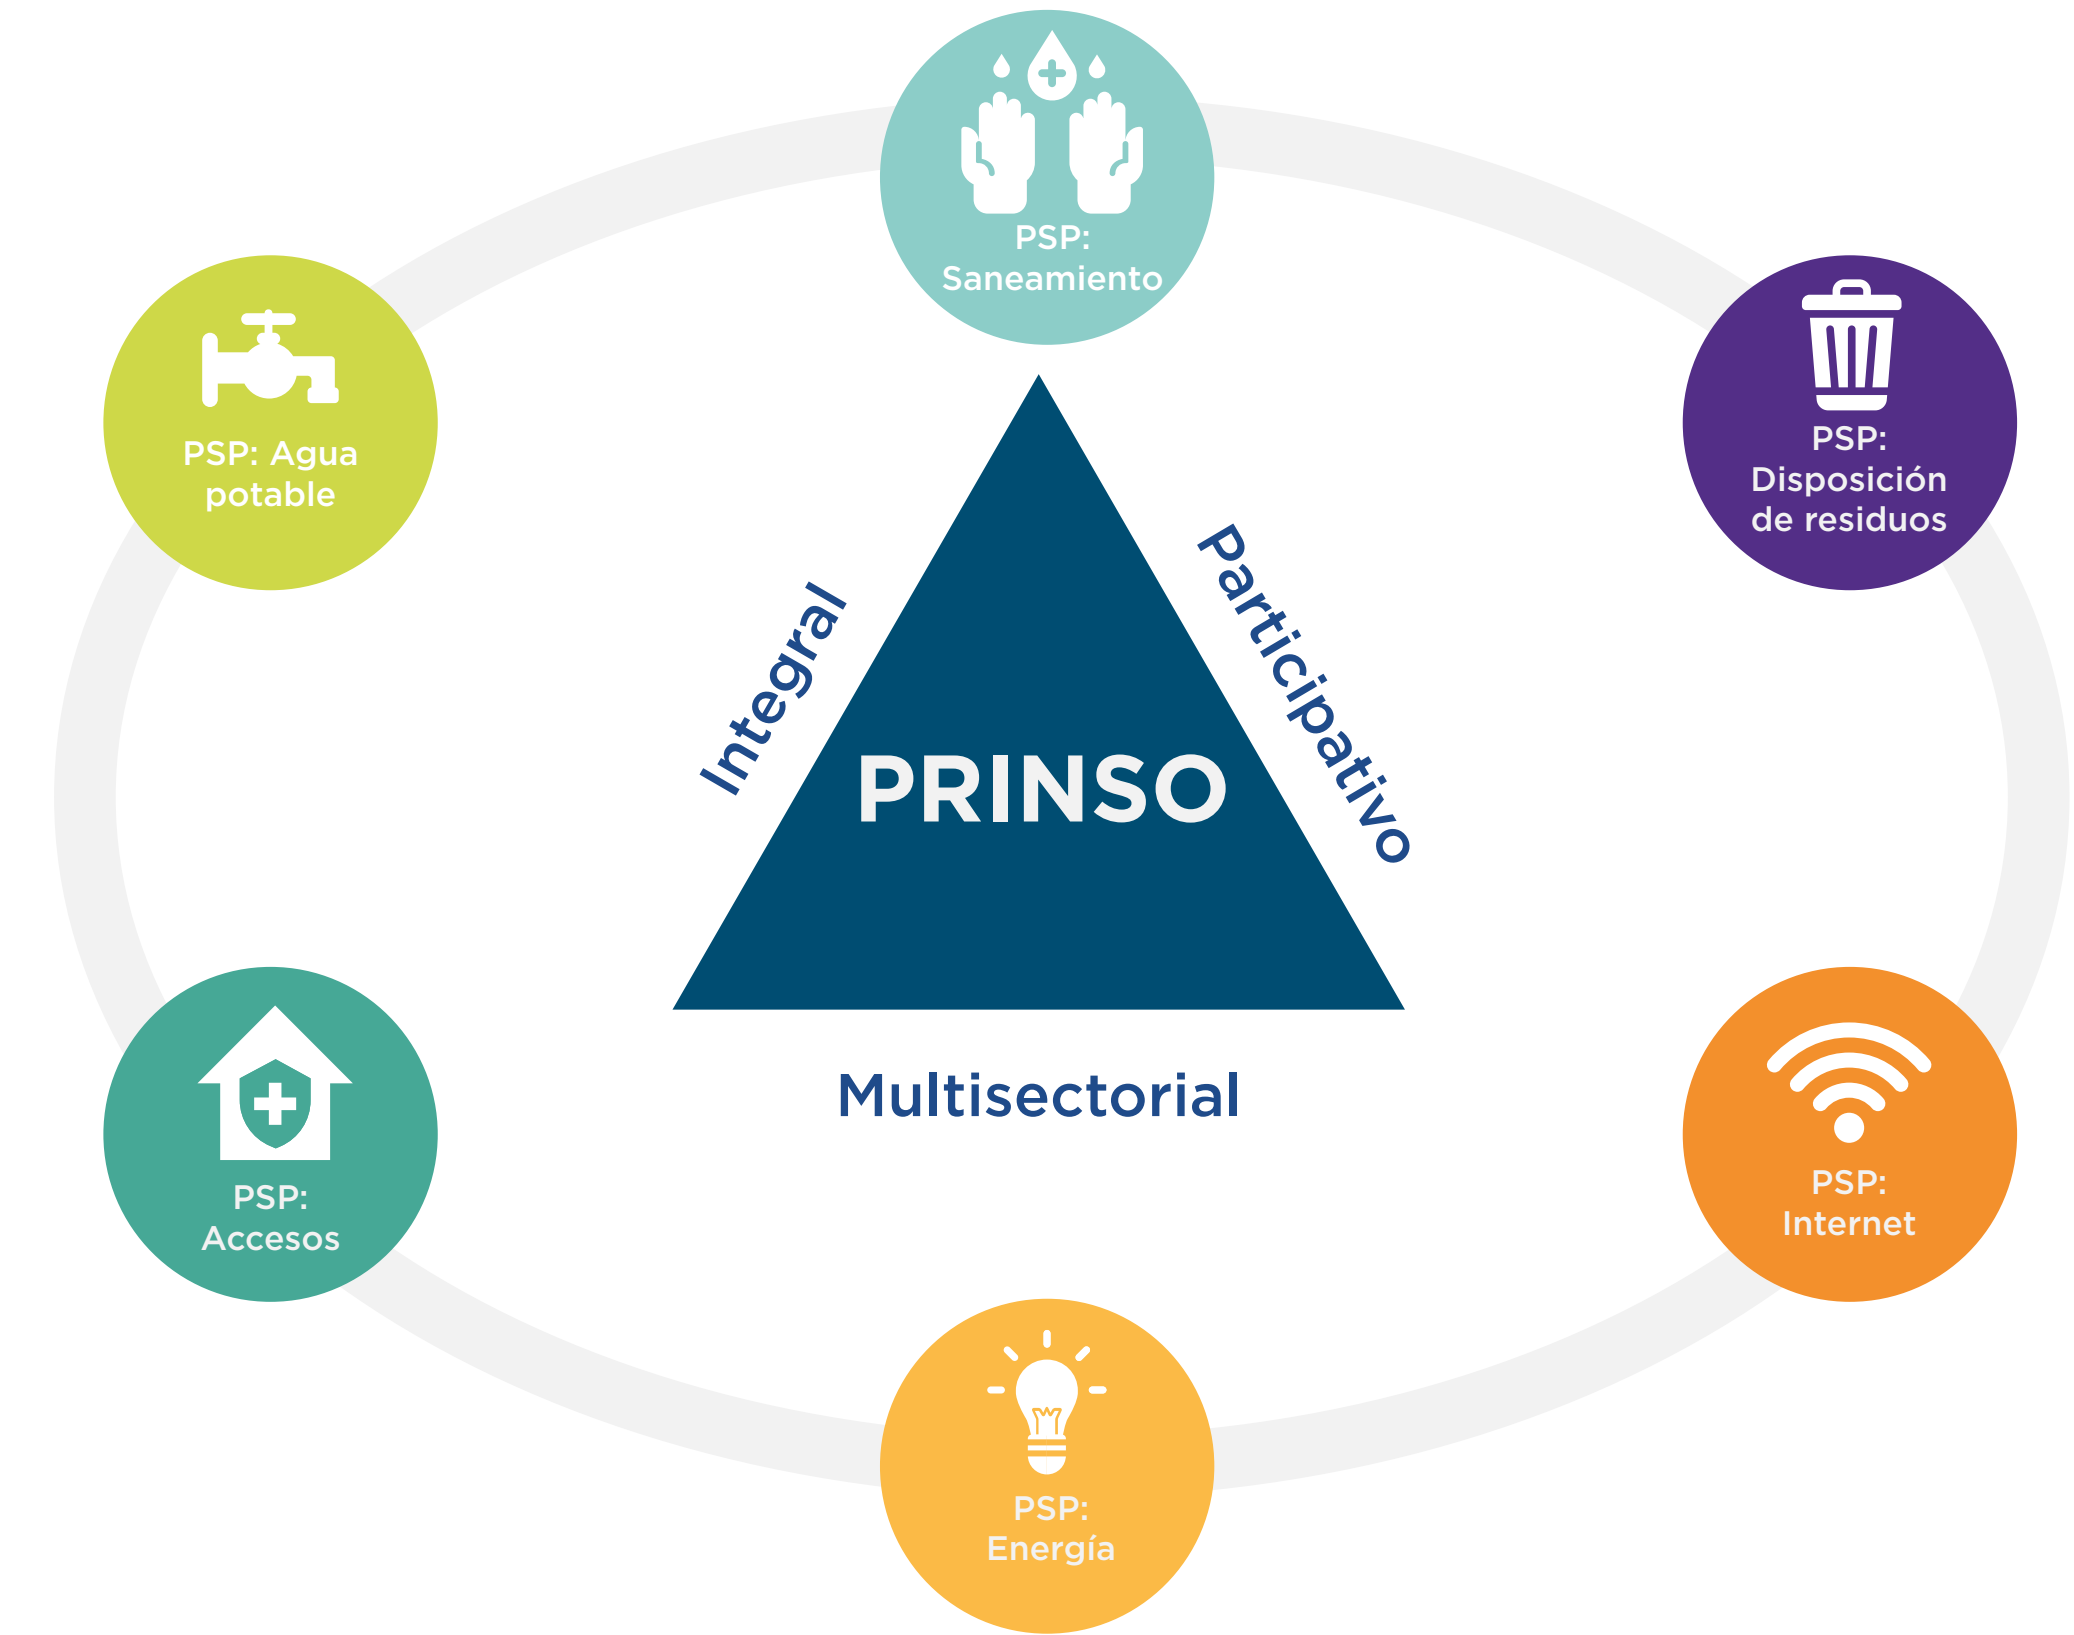 PSP:
Saneamiento
PSP: Agua
potable
PSP:
Disposición
de residuos
Integral
Participativo
PRINSO
Multisectorial
PSP:
Accesos
PSP:
Internet
PSP:
Energía